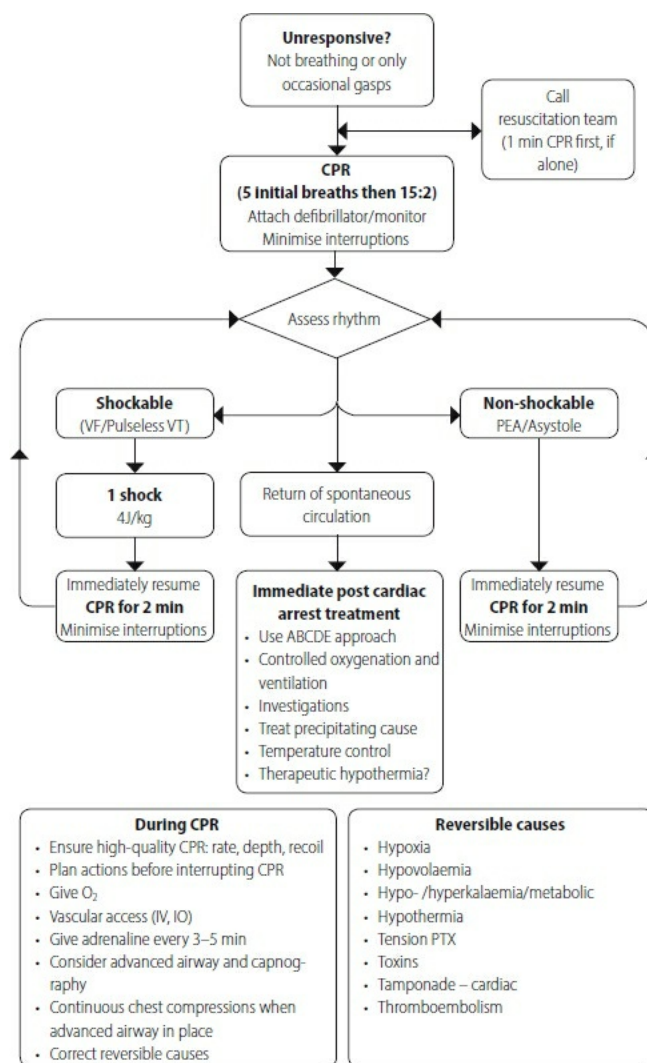 Unresponsive?
Not breathing or only
occasional gasps
Call
resuscitation team
(1 min CPR first, if
alone)
CPR
(5 initial breaths then 15:2)
Attach defibrillator/monitor
Minimise interruptions
Assess rhythm
Shockable
(VF/Pulseless VT)
Non-shockable
PEA/Asystole
1 shock
4J/kg
Return of spontaneous
circulation
Immediately resume
CPR for 2 min
Minimise interruptions
Immediate post cardiac
arrest treatment
• Use ABCDE approach
• Controlled oxygenation and
ventilation
• Investigations
• Treat precipitating cause
• Temperature control
• Therapeutic hypothermia?
Immediately resume
CPR for 2 min
Minimise interruptions
During CPR
• Ensure high-quality CPR: rate, depth, recoil
• Plan actions before interrupting CPR
• Give O₂
• Vascular access (IV, IO)
• Give adrenaline every 3–5 min
• Consider advanced airway and capnog-
raphy
• Continuous chest compressions when
advanced airway in place
• Correct reversible causes
Reversible causes
• Hypoxia
• Hypovolaemia
• Hypo- /hyperkalaemia/metabolic
• Hypothermia
• Tension PTX
• Toxins
• Tamponade – cardiac
• Thromboembolism